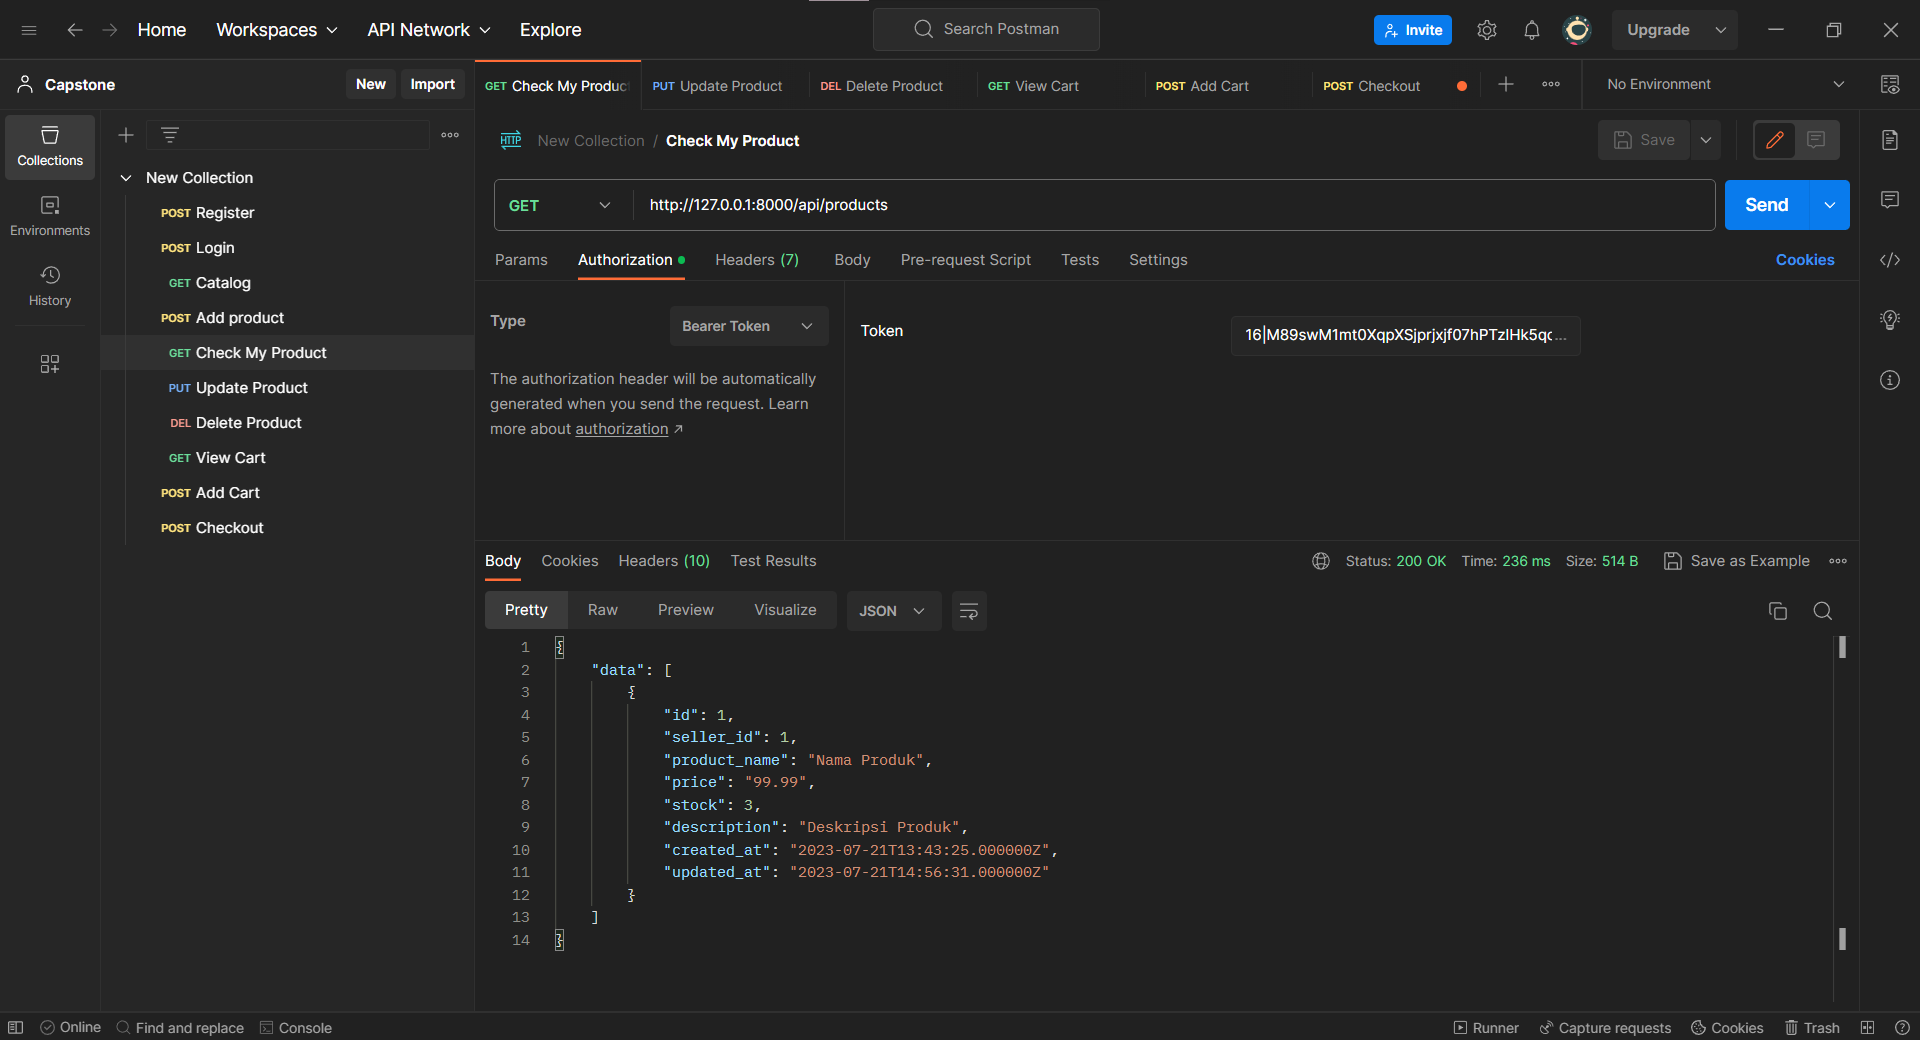 Home Workspaces API Network Explore Search Postman Invite Upgrade
Capstone New Import
GET Check My Produc PUT Update Product DEL Delete Product GET View Cart POST Add Cart POST Checkout No Environment
Collections
Environments
History
New Collection
POST Register
POST Login
GET Catalog
POST Add product
GET Check My Product
PUT Update Product
DEL Delete Product
GET View Cart
POST Add Cart
POST Checkout
HTTP New Collection / Check My Product Save
GET http://127.0.0.1:8000/api/products Send
Params Authorization Headers (7) Body Pre-request Script Tests Settings Cookies
Type Bearer Token
The authorization header will be automatically
generated when you send the request. Learn
more about authorization ↗
Token 16|M89swM1mt0XqpXSjprjxjf07hPTzlHk5qc...
Body Cookies Headers (10) Test Results Status: 200 OK Time: 236 ms Size: 514 B Save as Example
Pretty Raw Preview Visualize JSON
1 {
2 "data": [
3 {
4 "id": 1,
5 "seller_id": 1,
6 "product_name": "Nama Produk",
7 "price": "99.99",
8 "stock": 3,
9 "description": "Deskripsi Produk",
10 "created_at": "2023-07-21T13:43:25.000000Z",
11 "updated_at": "2023-07-21T14:56:31.000000Z"
12 }
13 ]
14 }
Online Find and replace Console Runner Capture requests Cookies Trash